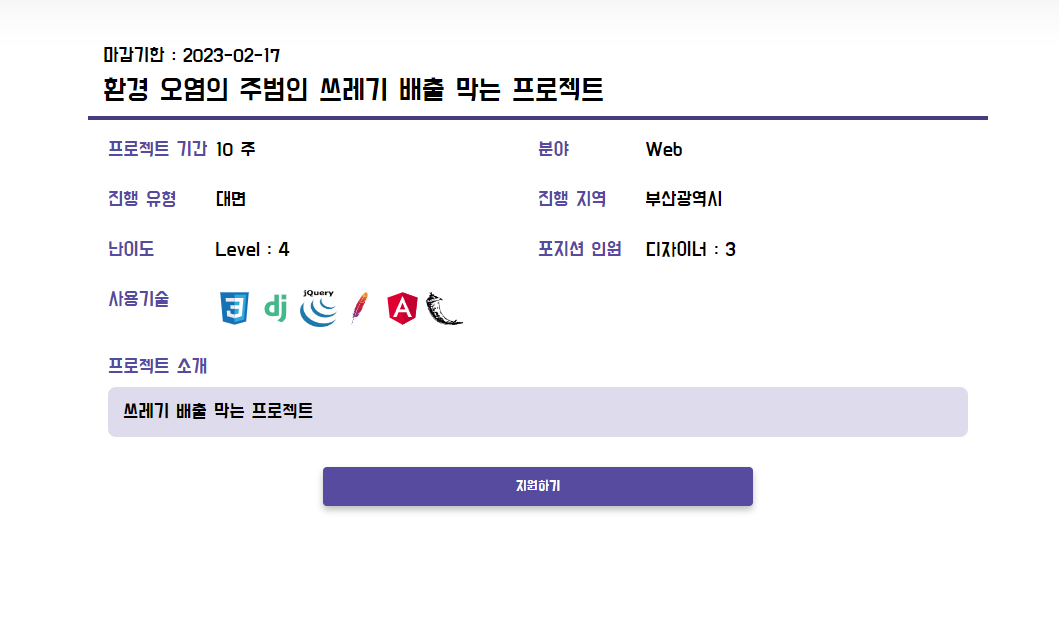 마감기한 : 2023-02-17
환경 오염의 주범인 쓰레기 배출 막는 프로젝트
프로젝트 기간 10 주
분야 Web
진행 유형 대면
진행 지역 부산광역시
난이도 Level : 4
포지션 인원 디자이너 : 3
사용기술
3 dj jQuery A
프로젝트 소개
쓰레기 배출 막는 프로젝트
지원하기